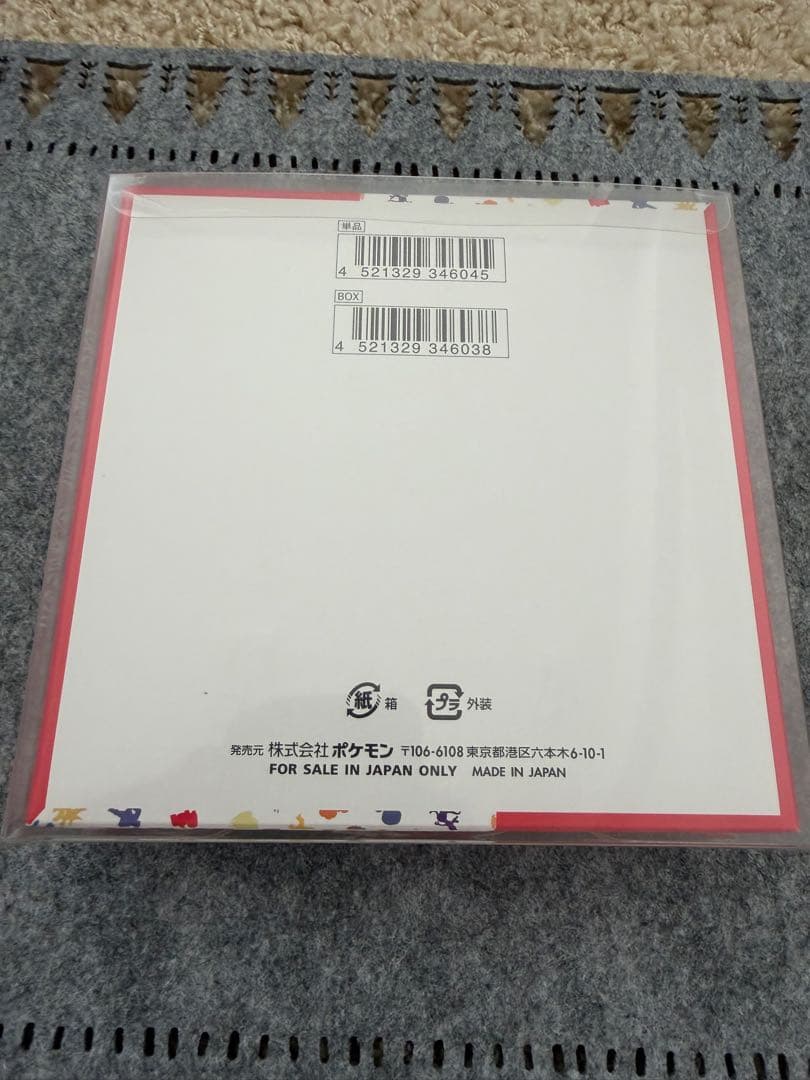 単品
4 521329 346045
BOX
4 521329 346038
紙 箱 プラ 外装
発売元 株式会社 ポケモン 〒106-6108 東京都港区六本木6-10-1
FOR SALE IN JAPAN ONLY MADE IN JAPAN